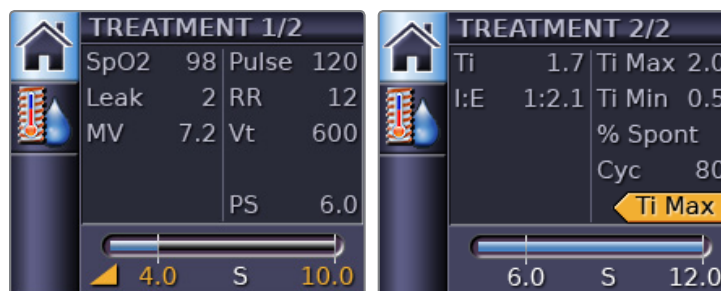 TREATMENT 1/2
SpO2 98 Pulse 120
Leak 2 RR 12
MV 7.2 Vt 600
PS 6.0
4.0 S 10.0
TREATMENT 2/2
Ti 1.7 Ti Max 2.0
I:E 1:2.1 Ti Min 0.5
% Spont
Cyc 80
Ti Max
6.0 S 12.0